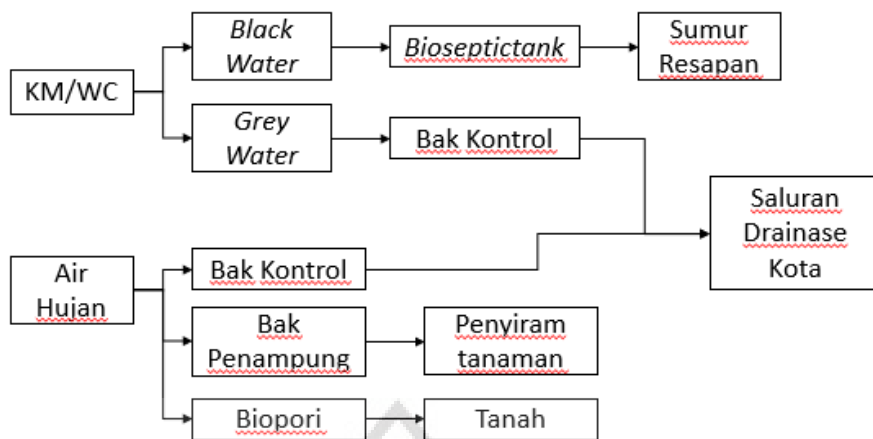 Black
Water
Bioseptictank
Sumur
Resapan
KM/WC
Grey
Water
Bak Kontrol
Saluran
Drainase
Kota
Air
Hujan
Bak Kontrol
Bak
Penampung
Penyiram
tanaman
Biopori
Tanah